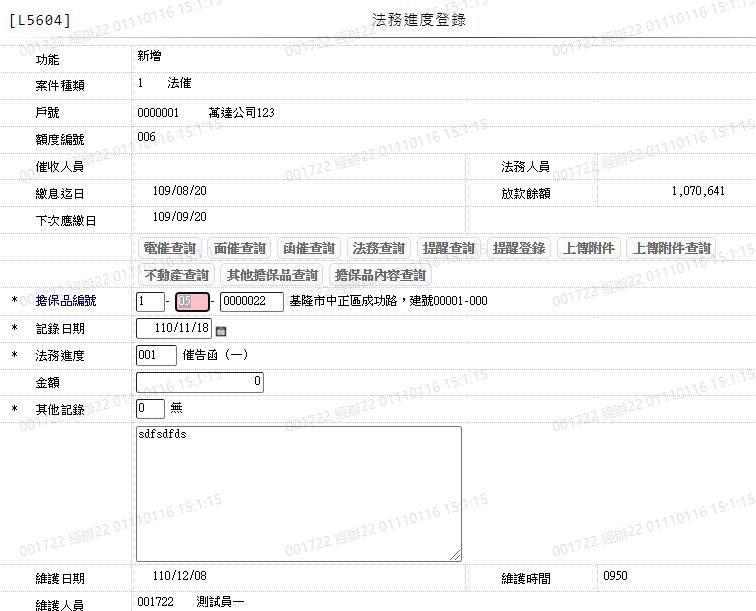 [L5604] 法務進度登錄
功能 新增
案件種類 1 法催
戶號 0000001 萬達公司123
額度編號 006
催收人員 法務人員
繳息迄日 109/08/20 放款餘額 1,070,641
下次應繳日 109/09/20
電催查詢 面催查詢 函催查詢 法務查詢 提醒查詢 提醒登錄 上傳附件 上傳附件查詢
不動產查詢 其他擔保品查詢 擔保品內容查詢
* 擔保品編號 1 - 05 - 0000022 基隆市中正區成功路，建號00001-000
* 記錄日期 110/11/18
* 法務進度 001 催告函（一）
金額 0
* 其他記錄 0 無
sdfsdfds
維護日期 110/12/08 維護時間 0950
維護人員 001722 測試員一
001722 經辦22 01110116 15:1:15